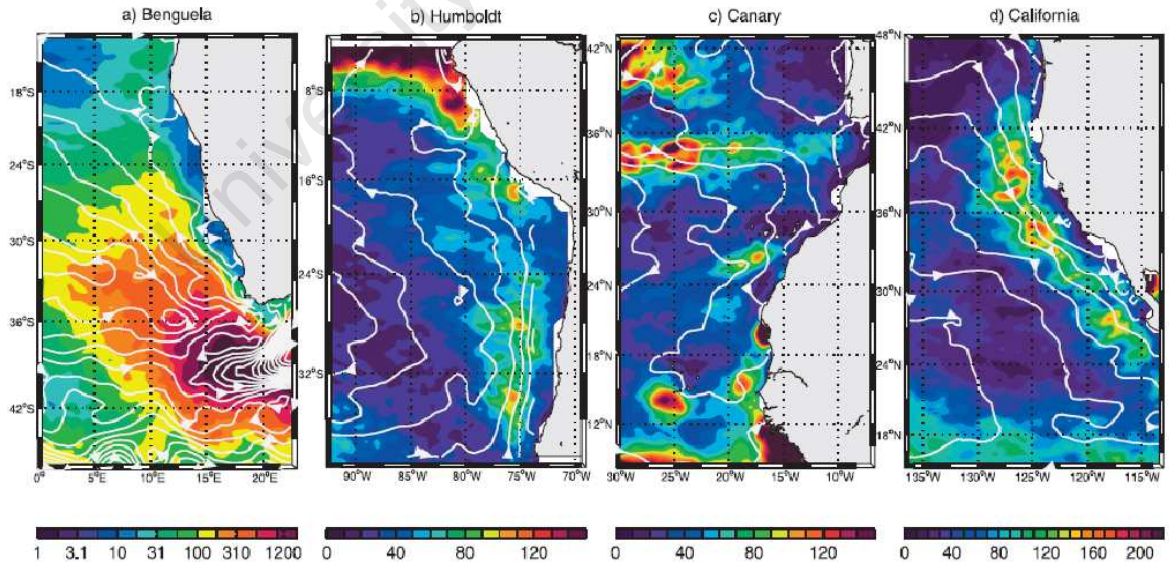 a) Benguela
b) Humboldt
c) Canary
d) California
18°S
24°S
30°S
36°S
42°S
0°
5°E
10°E
15°E
20°E
8°S
16°S
24°S
32°S
90°W
85°W
80°W
75°W
70°W
42°N
36°N
30°N
24°N
18°N
12°N
30°W
25°W
20°W
15°W
10°W
48°N
42°N
36°N
30°N
24°N
18°N
135°W
130°W
125°W
120°W
115°W
1 3.1 10 31 100 310 1200
0 40 80 120
0 40 80 120
0 40 80 120 160 200